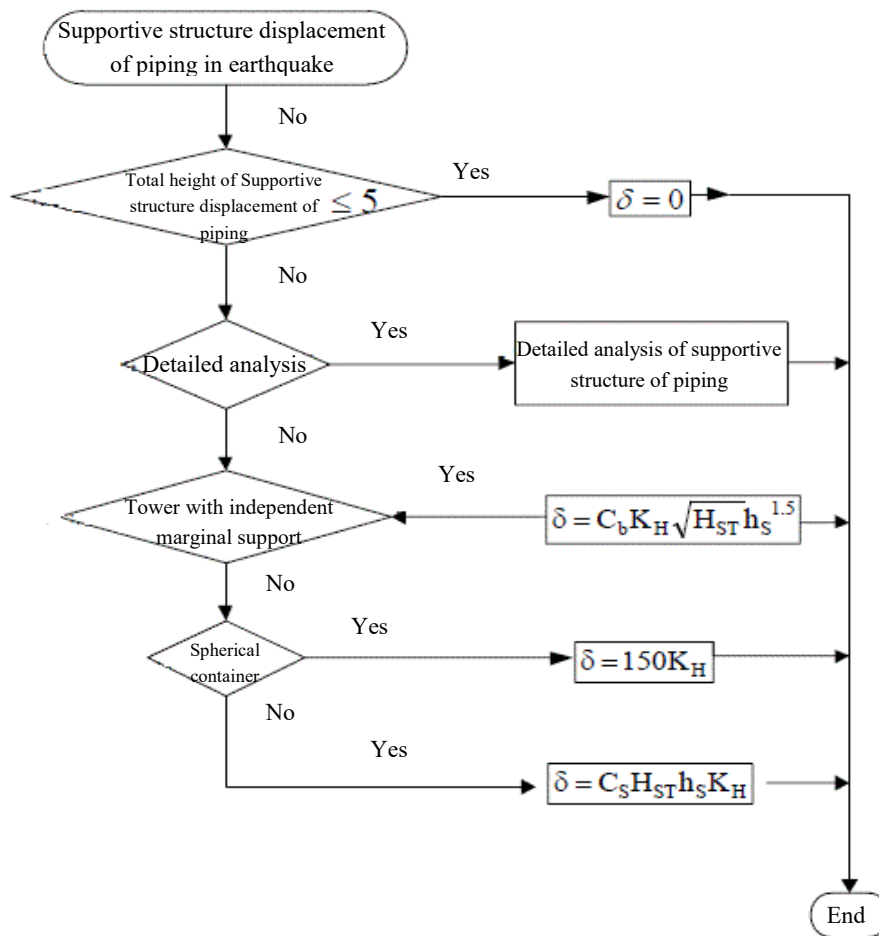 Supportive structure displacement
of piping in earthquake
No
Yes
Total height of Supportive
structure displacement of
piping
≤ 5
δ = 0
No
Yes
Detailed analysis
Detailed analysis of supportive
structure of piping
No
Yes
Tower with independent
marginal support
δ = C_b K_H √H_ST h_S^1.5
No
Yes
Spherical
container
δ = 150K_H
No
Yes
δ = C_S H_ST h_S K_H
End